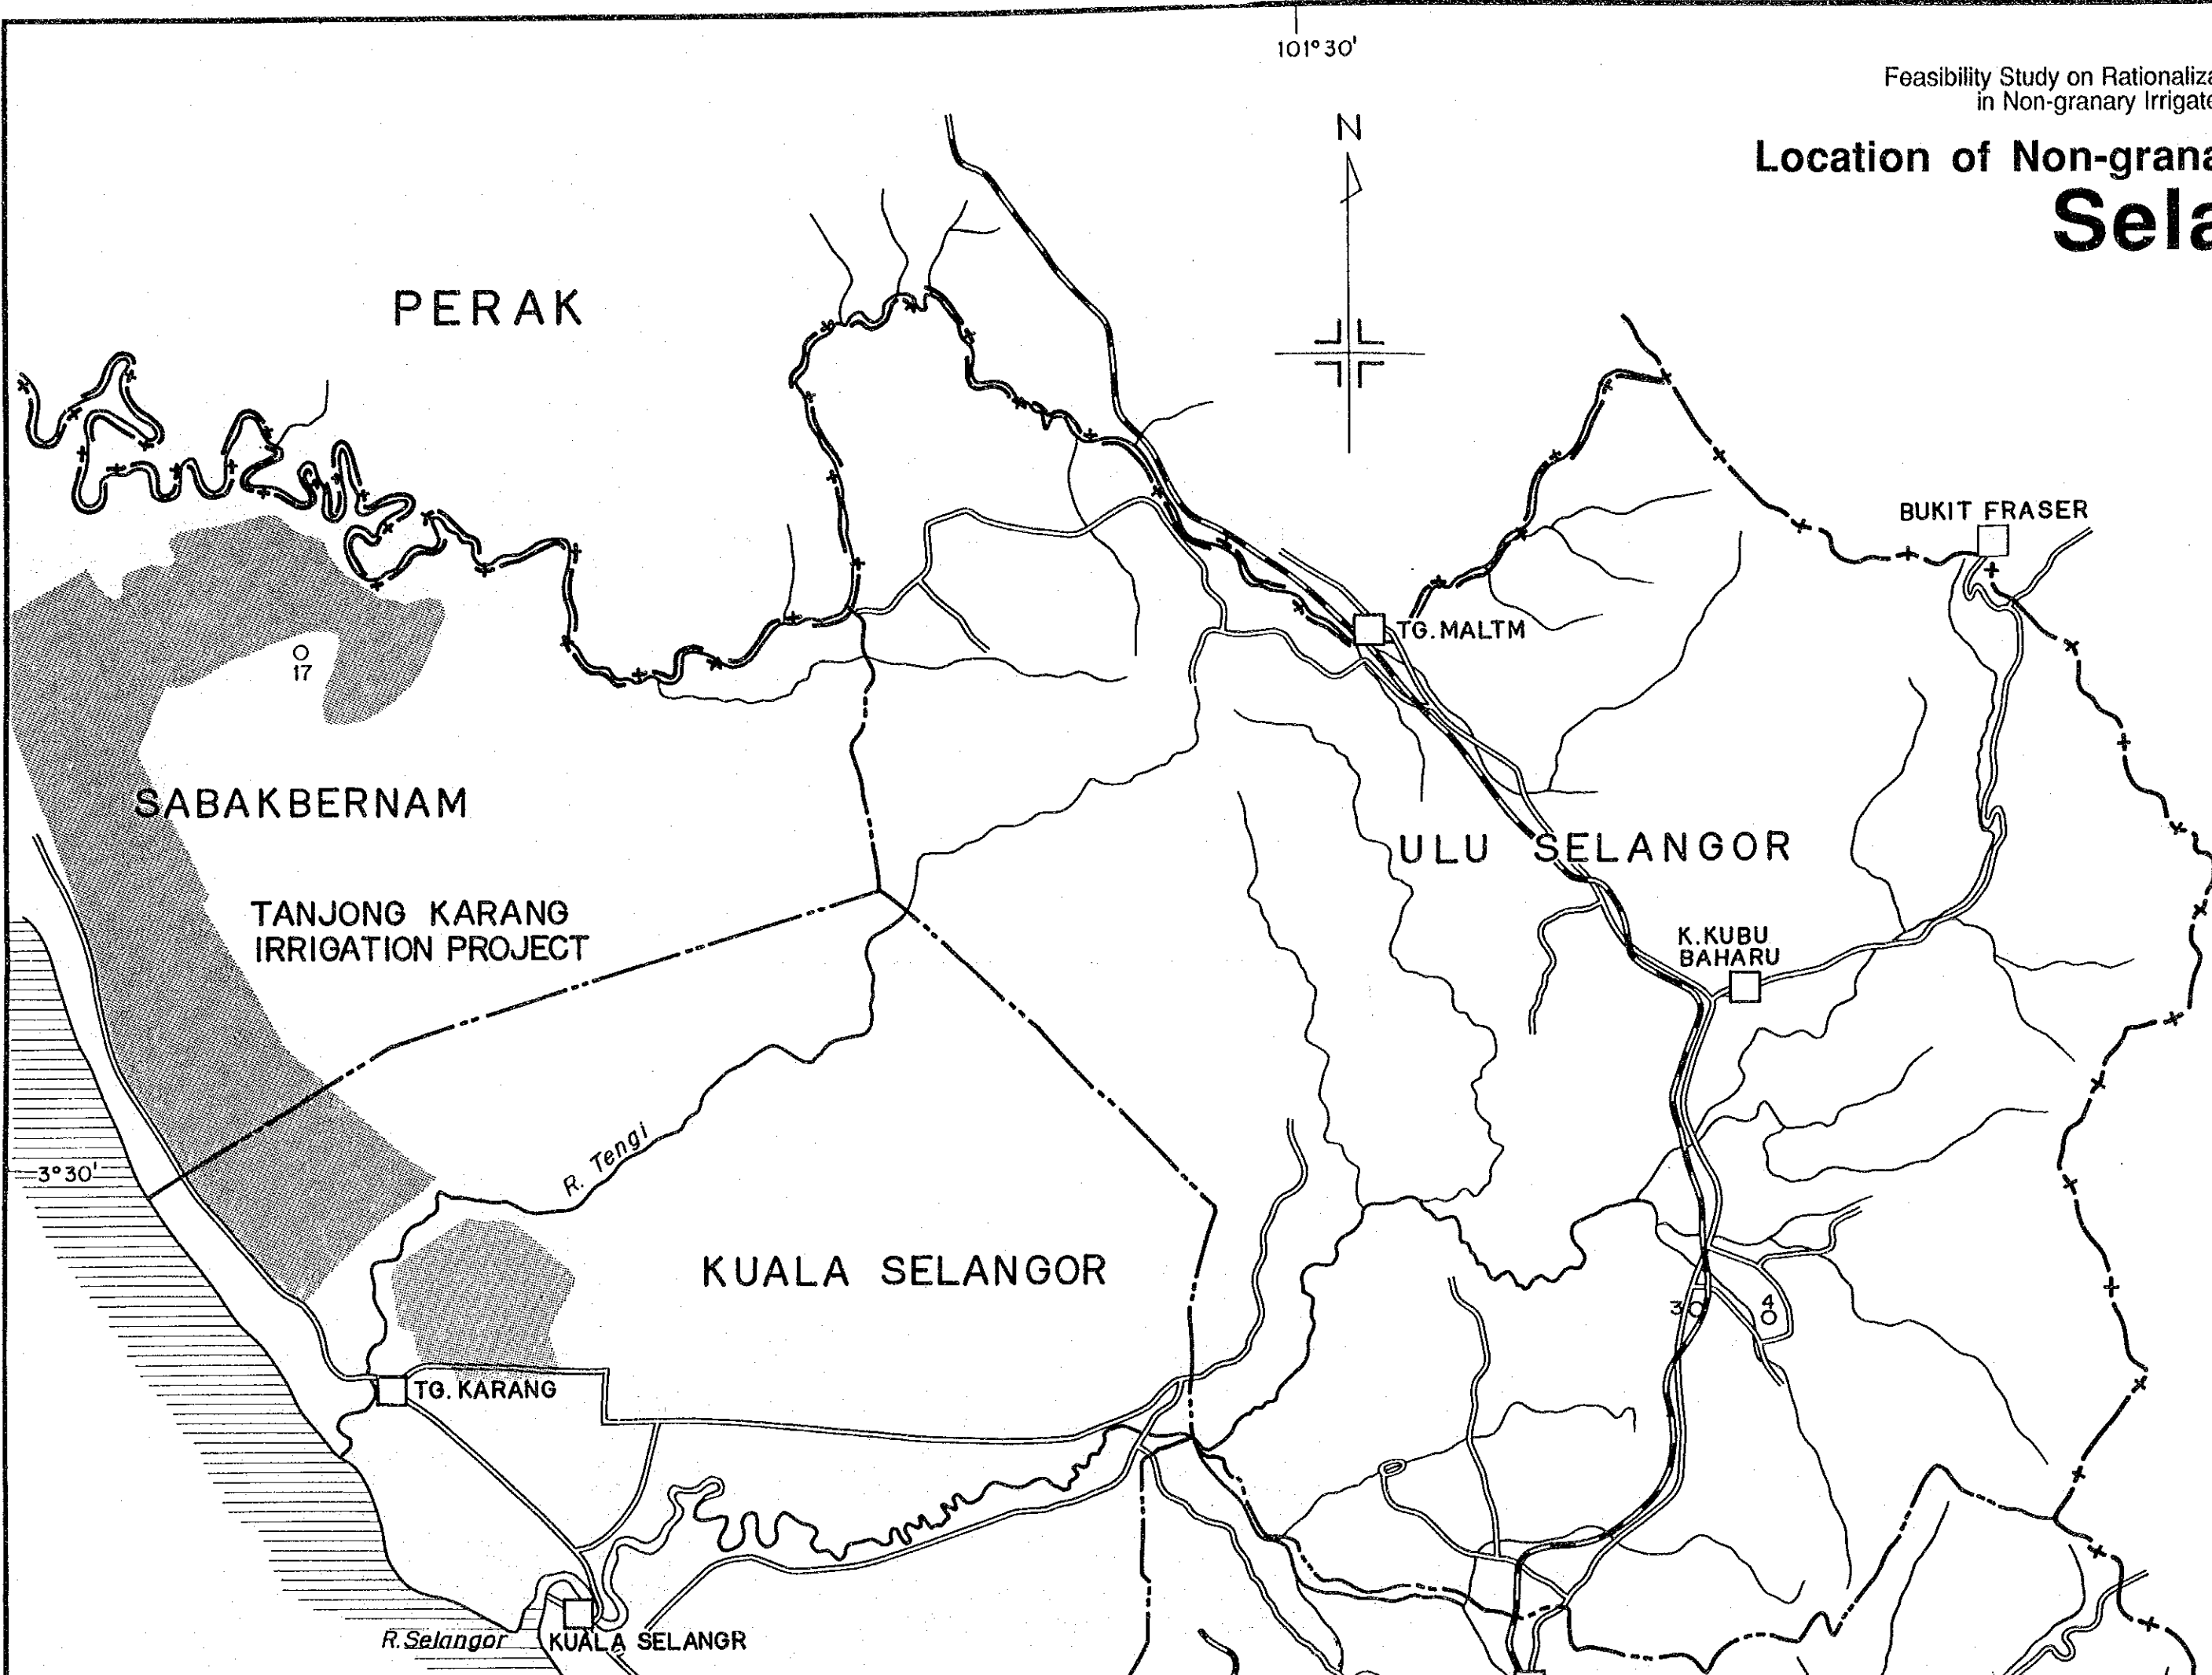 101°30'
Feasibility Study on Rationaliza
in Non-granary Irrigate
N
Location of Non-grana
Sela
PERAK
BUKIT FRASER
TG. MALTM
17
SABAKBERNAM
ULU SELANGOR
TANJONG KARANG
IRRIGATION PROJECT
K.KUBU
BAHARU
R. Tengi
3°30'
KUALA SELANGOR
3
4
TG. KARANG
R.Selangor
KUALA SELANGR